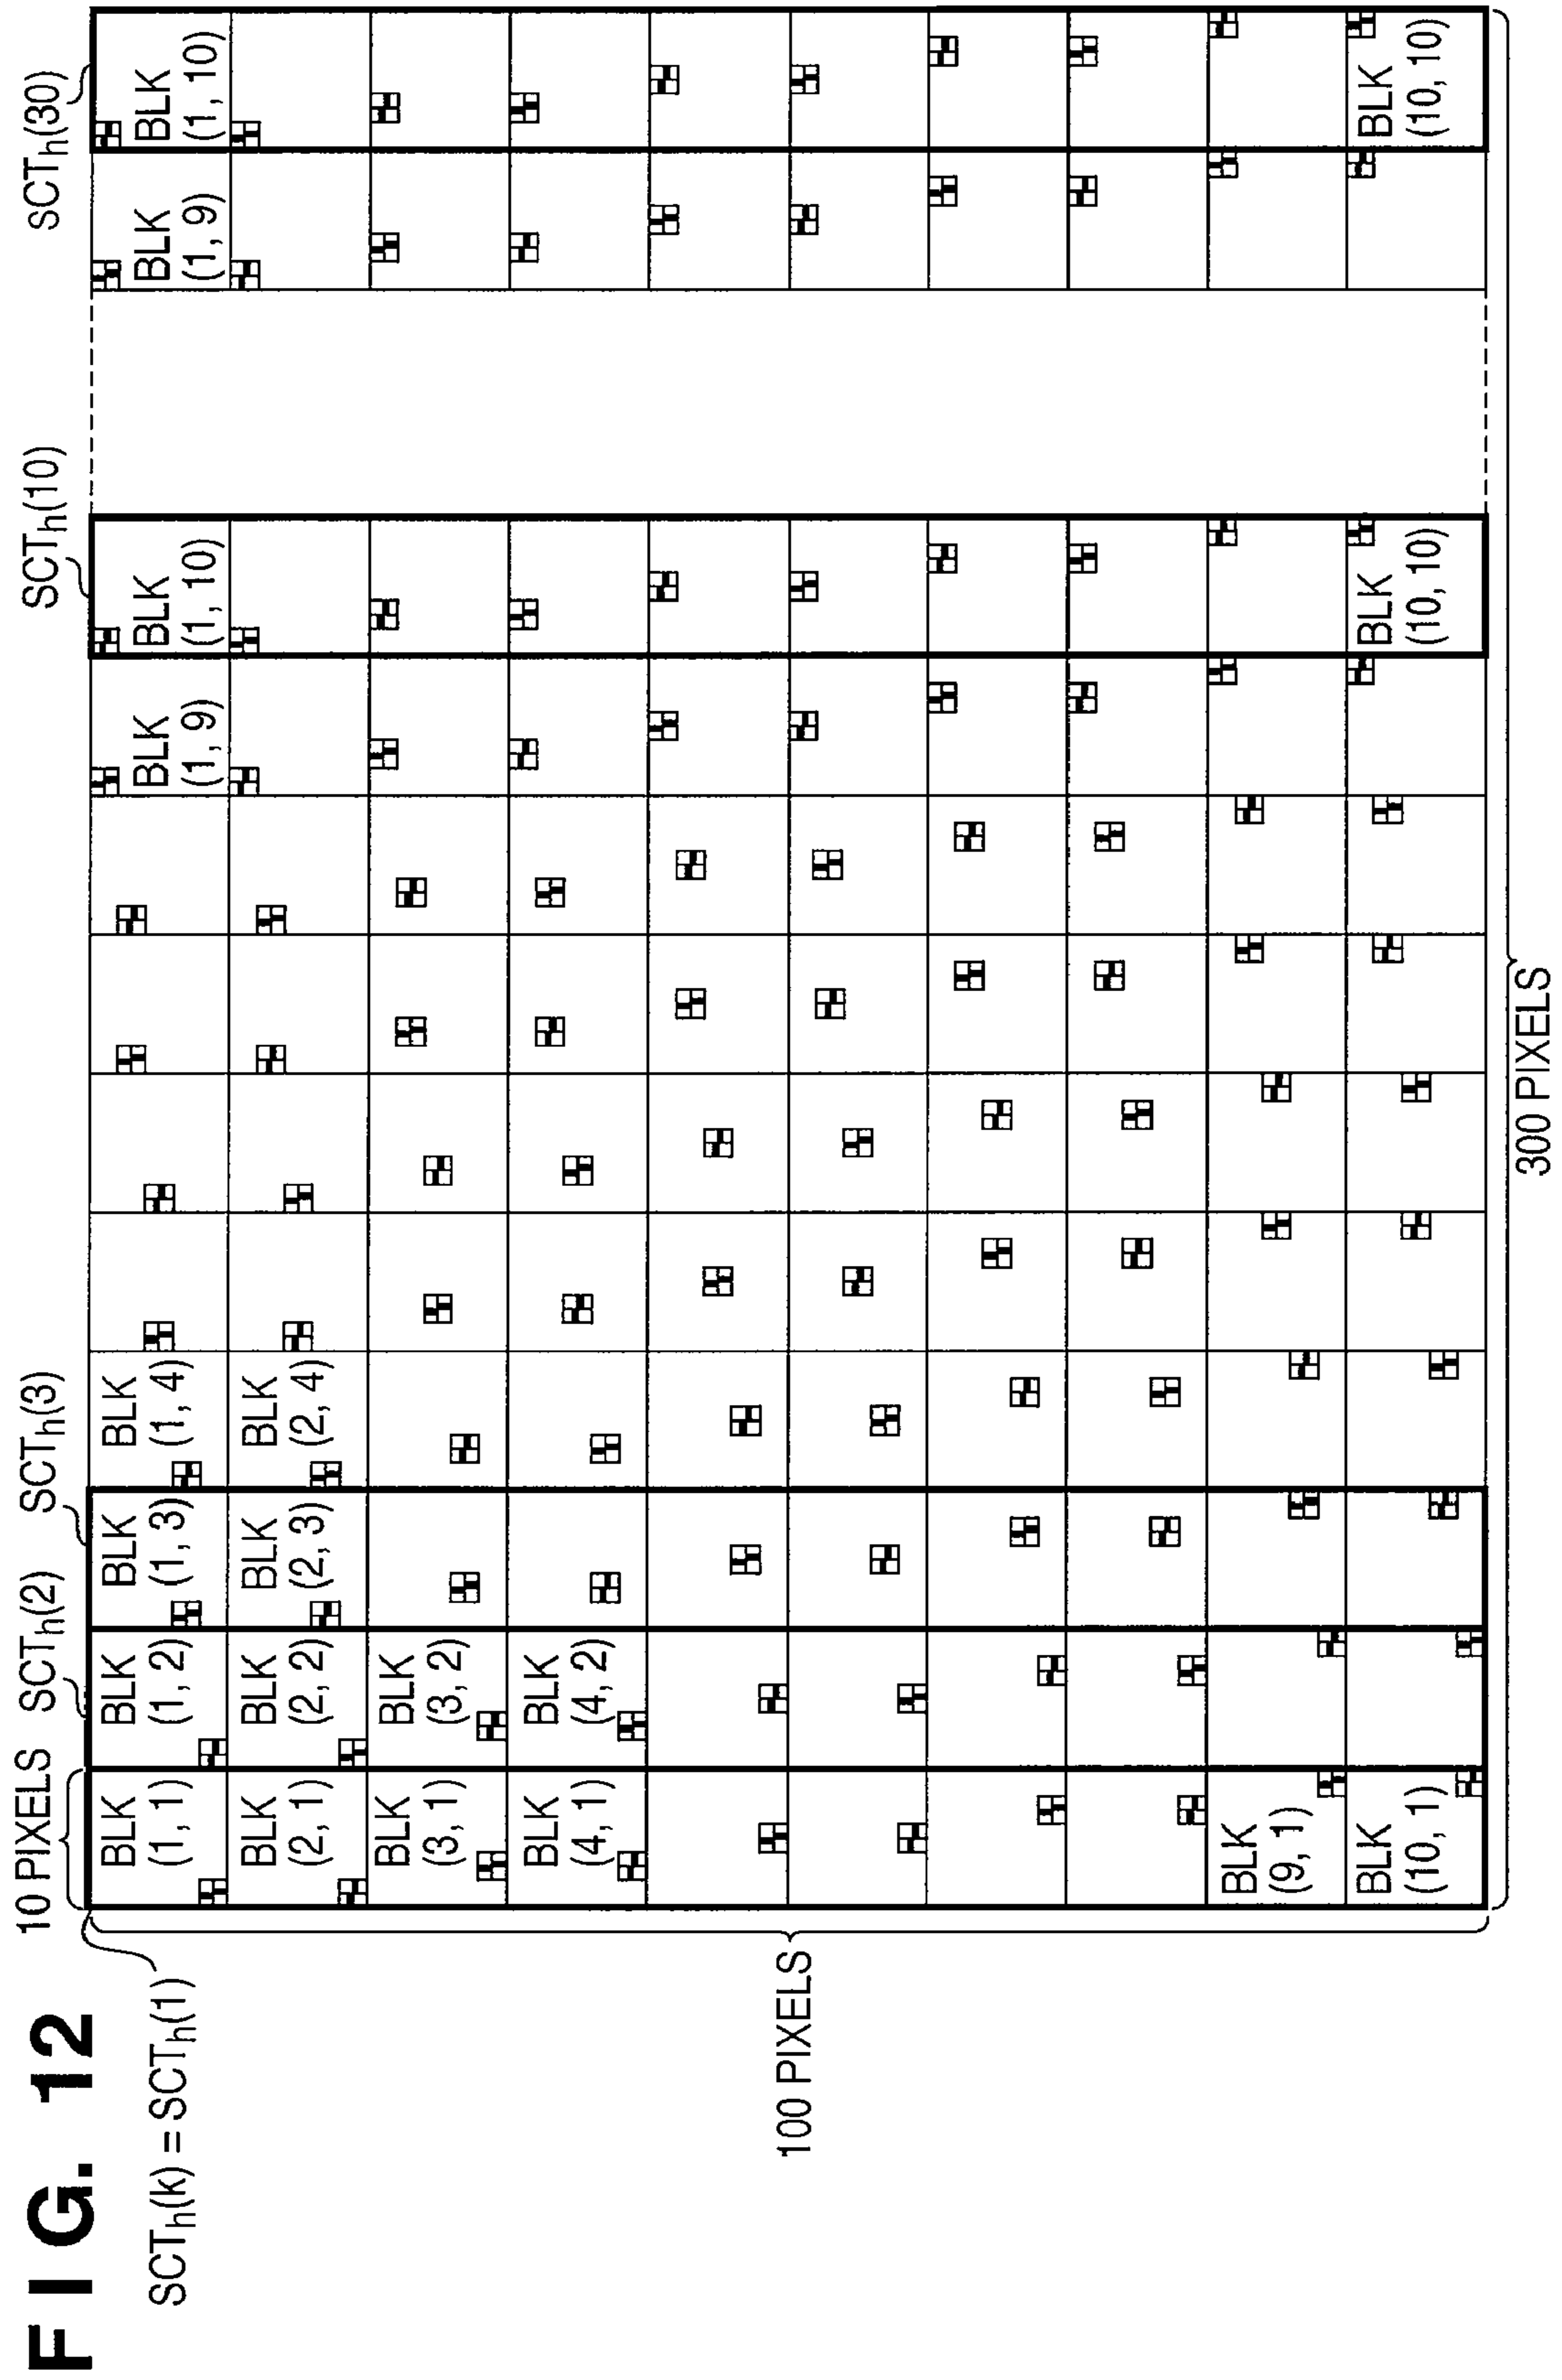 FIG. 12
SCTh(k) = SCTh(1)
10 PIXELS
SCTh(2)
SCTh(3)
SCTh(10)
sCTh(30)
BLK
(1, 1)
BLK
(1, 2)
BLK
(1, 3)
BLK
(1, 4)
BLK
(1, 9)
BLK
(1, 10)
BLK
(1, 9)
BLK
(1, 10)
BLK
(2, 1)
BLK
(2, 2)
BLK
(2, 3)
BLK
(2, 4)
BLK
(3, 1)
BLK
(3, 2)
BLK
(4, 1)
BLK
(4, 2)
BLK
(9, 1)
BLK
(10, 1)
BLK
(10, 10)
BLK
(10, 10)
100 PIXELS
300 PIXELS